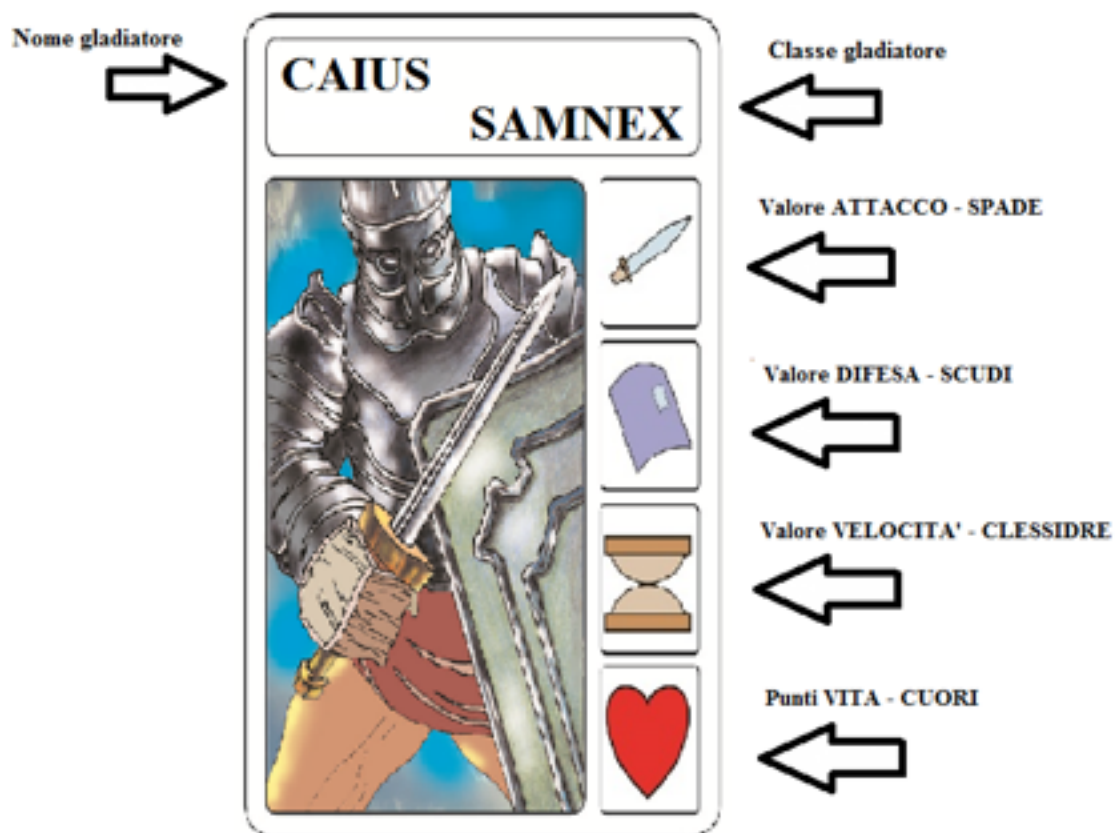 Nome gladiatore
Classe gladiatore
CAIUS
SAMNEX
Valore ATTACCO - SPADE
Valore DIFESA - SCUDI
Valore VELOCITA' - CLESSIDRE
Punti VITA - CUORI